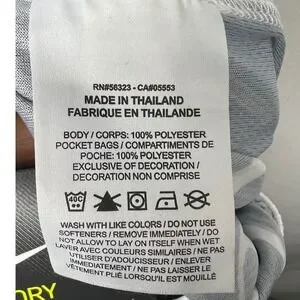 RN#56323 - CA#05553
MADE IN THAILAND
FABRIQUE EN THAILANDE
BODY / CORPS: 100% POLYESTER
POCKET BAGS / COMPARTIMENTS DE
POCHE: 100% POLYESTER
EXCLUSIVE OF DECORATION /
DECORATION NON COMPRISE
40C
WASH WITH LIKE COLORS / DO NOT USE
SOFTENERS / REMOVE IMMEDIATELY / DO
NOT ALLOW TO LAY ON ITSELF WHEN WET
LAVER AVEC COULEURS SIMILAIRES / NE PAS
UTILISER D'ADOUCISSEUR / ENLEVER
IMMEDIATEMENT / NE PAS LAISSER LE
VÊTEMENT PLIÉ LORSQU'IL EST MOUILLÉ
ORY